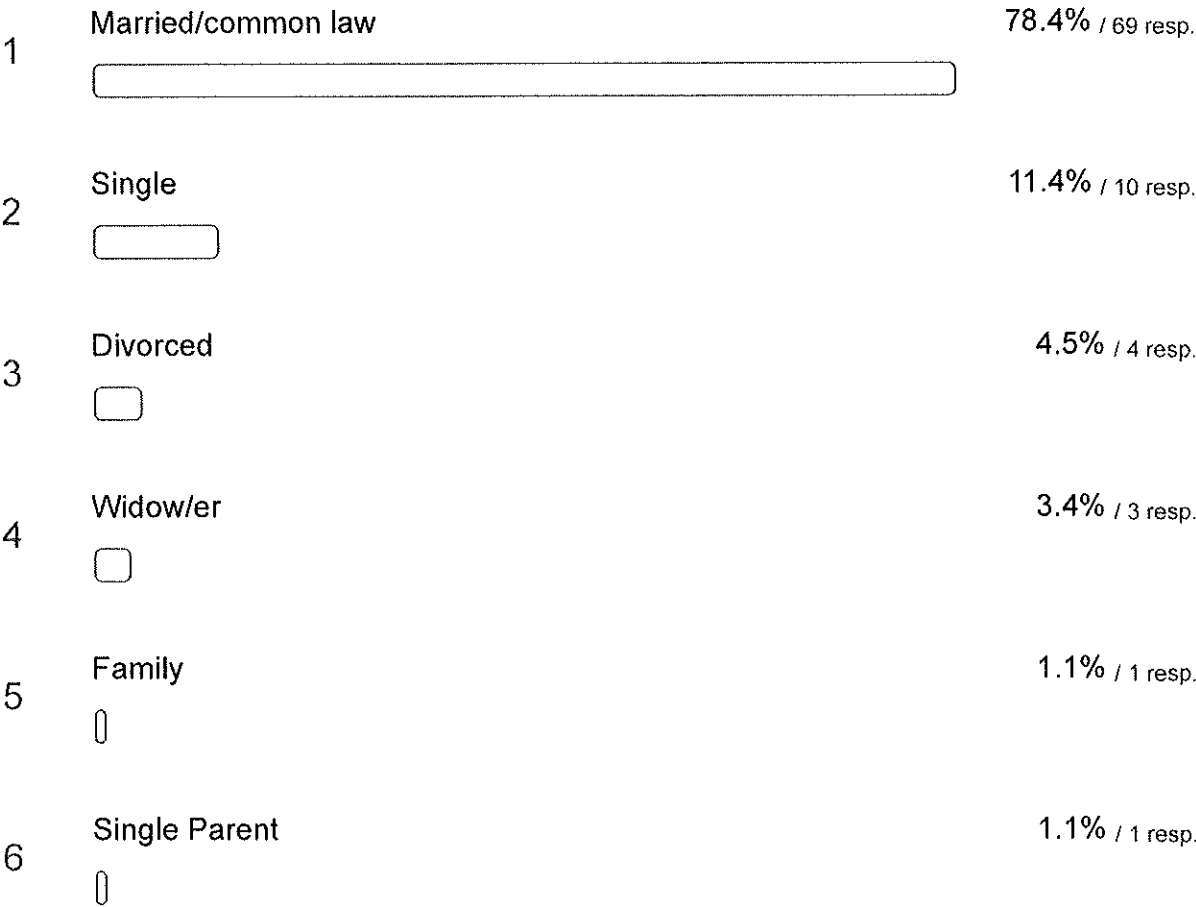 1 Married/common law 78.4% / 69 resp.
2 Single 11.4% / 10 resp.
3 Divorced 4.5% / 4 resp.
4 Widow/er 3.4% / 3 resp.
5 Family 1.1% / 1 resp.
6 Single Parent 1.1% / 1 resp.